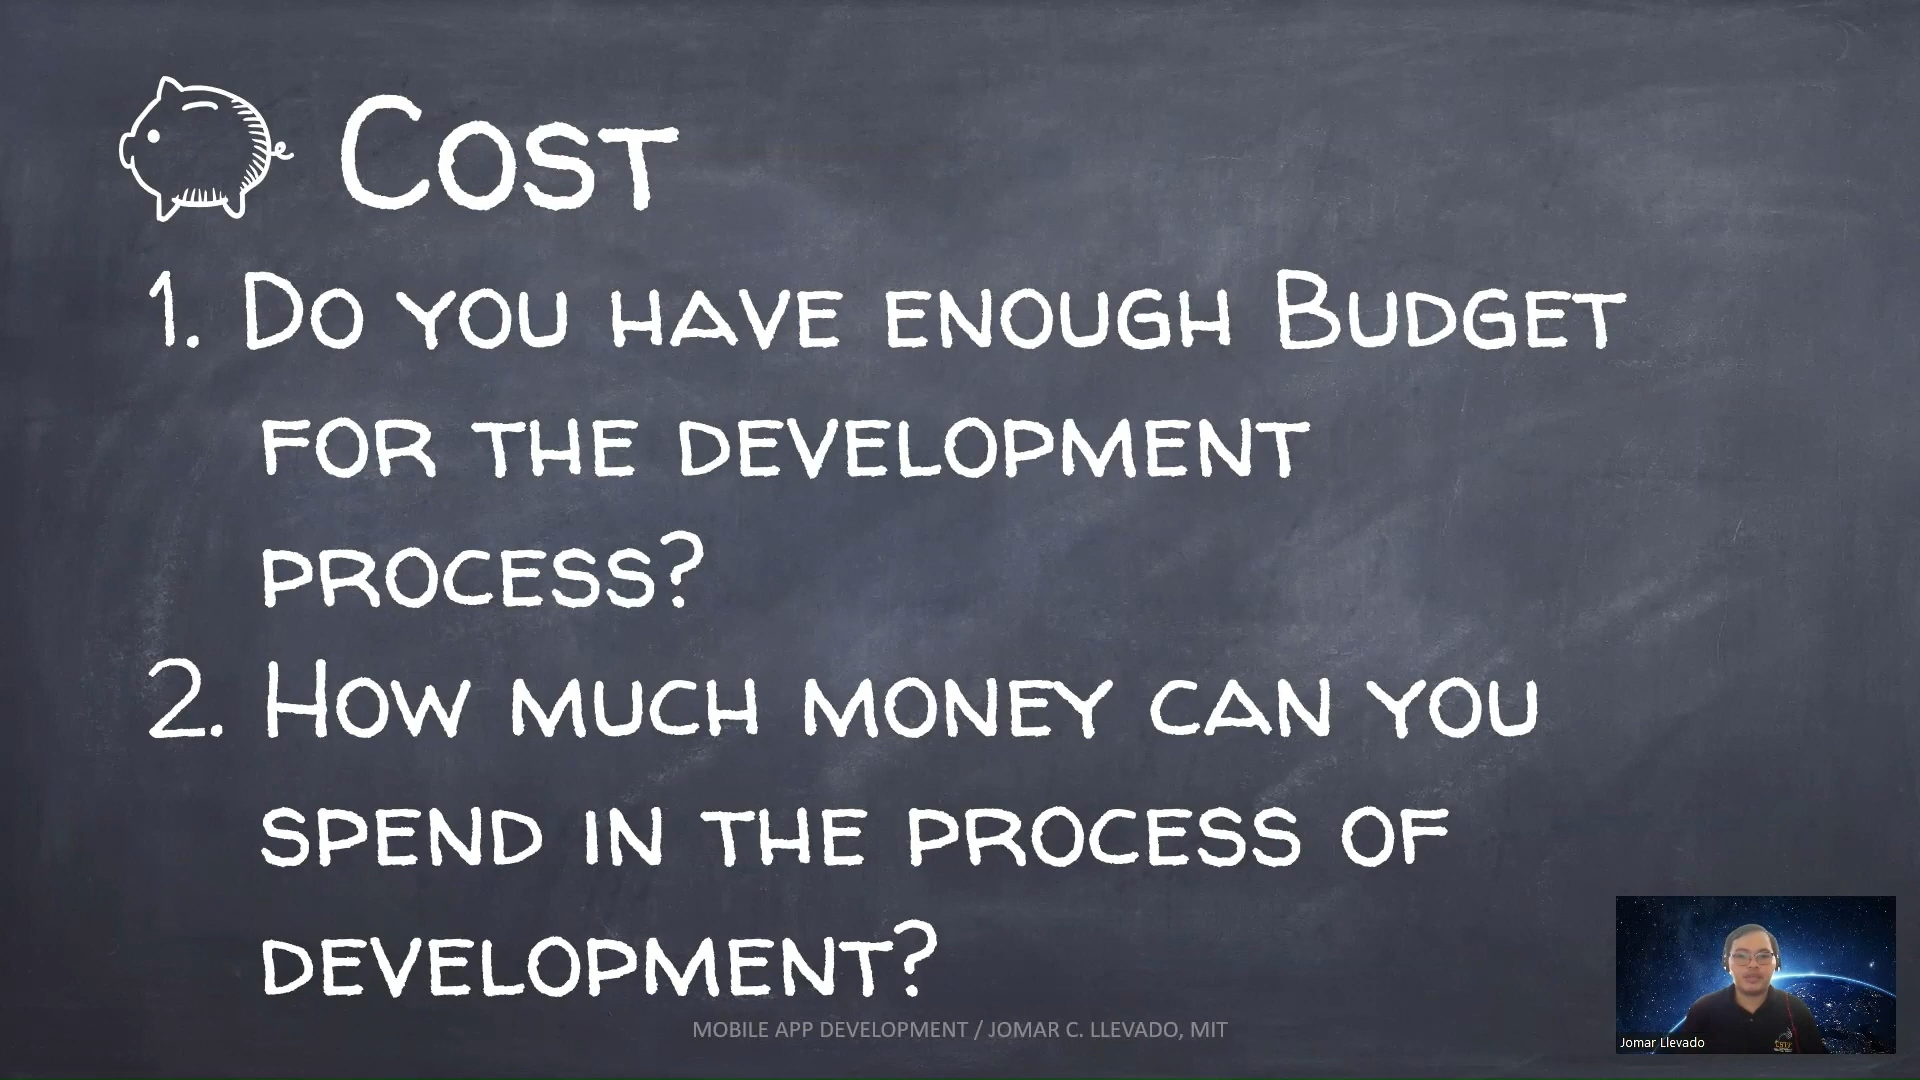 Cost
1. Do you have enough Budget
for the development
process?
2. How much money can you
spend in the process of
development?
MOBILE APP DEVELOPMENT / JOMAR C. LLEVADO, MIT
Jomar Llevado